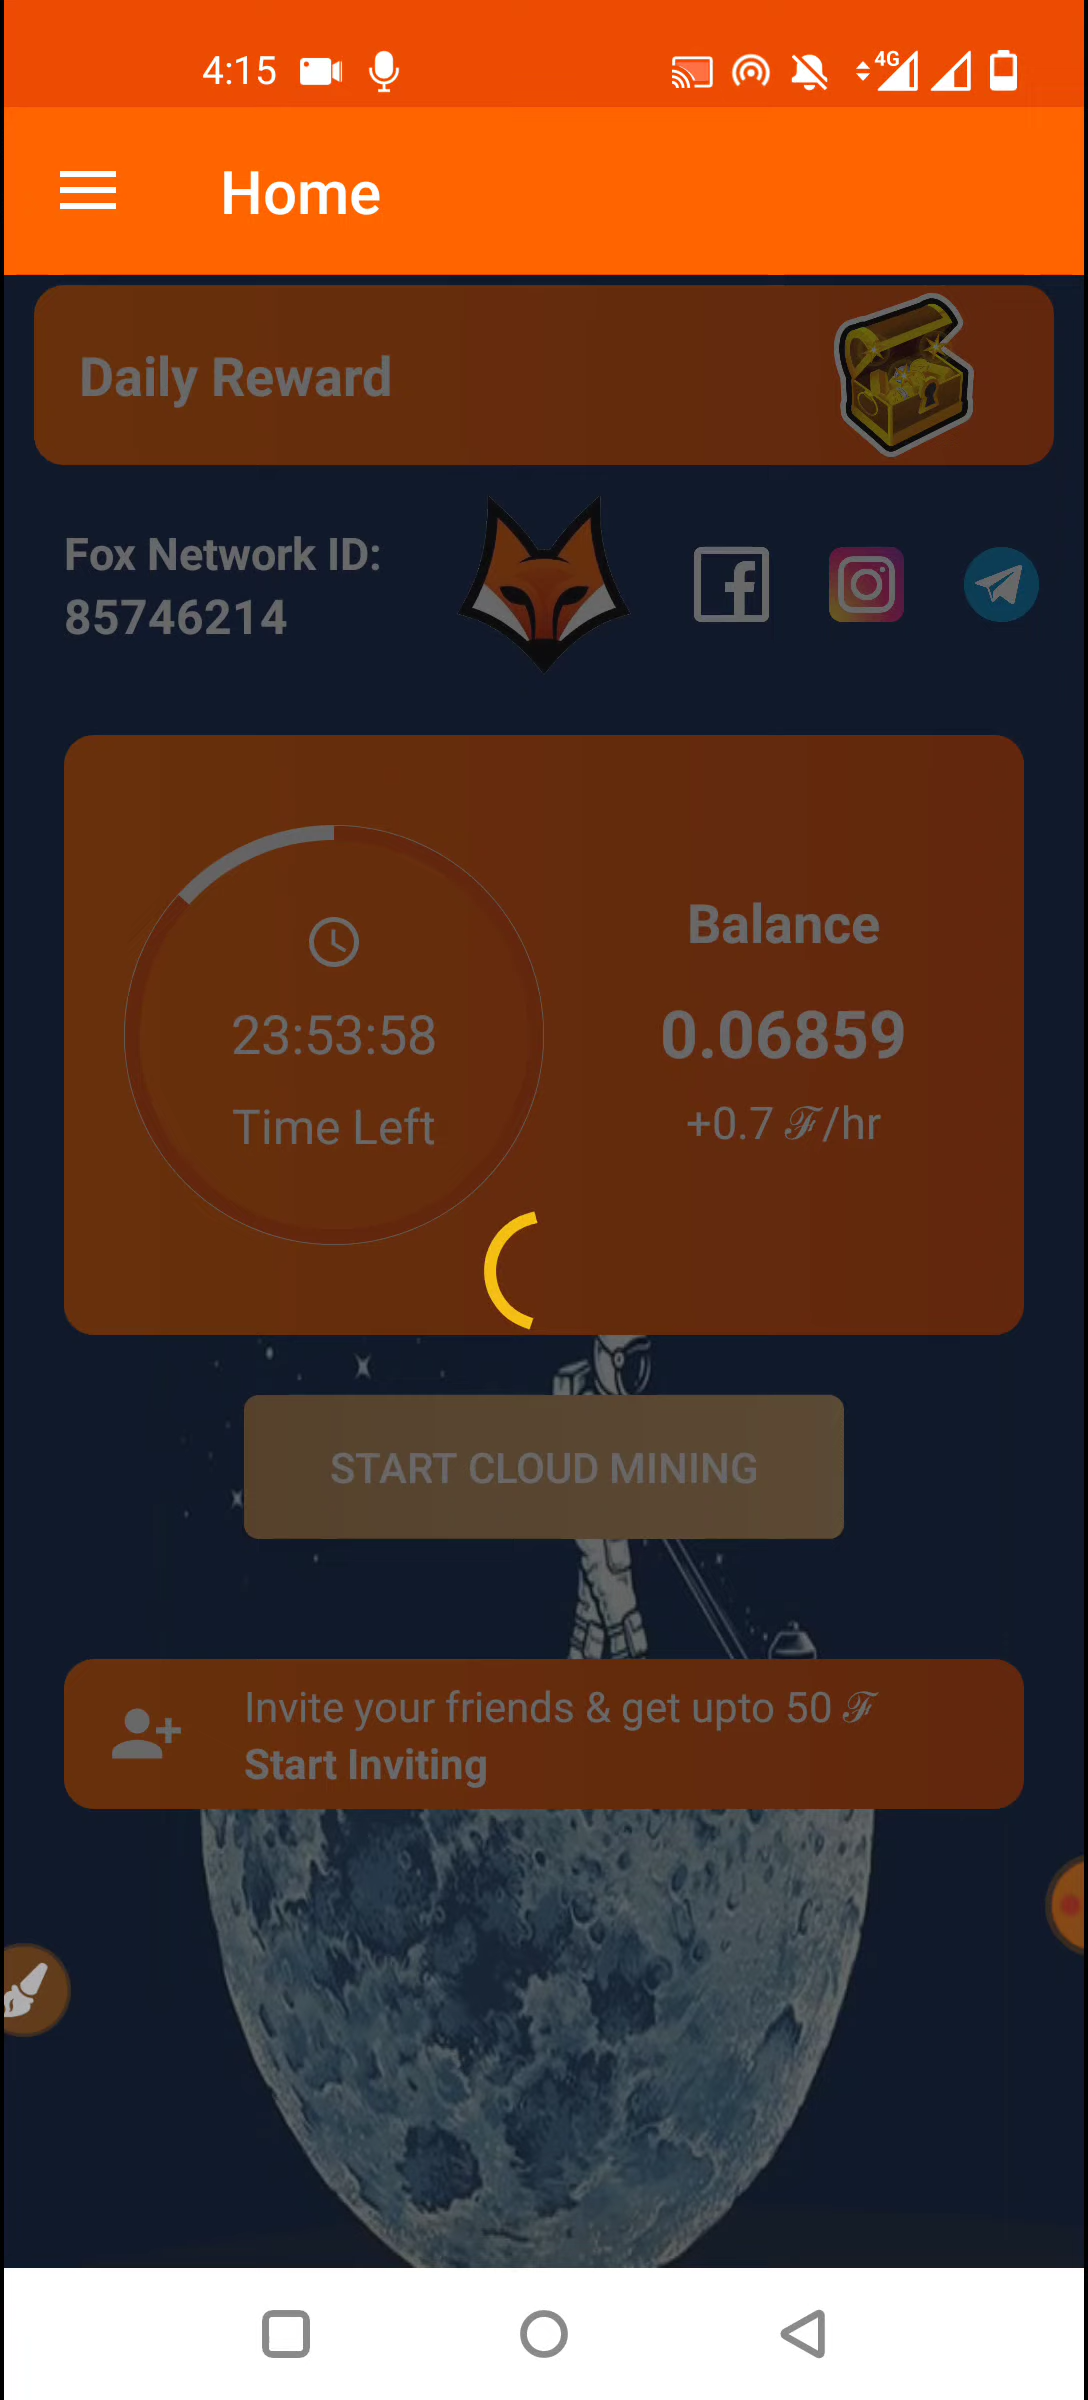 4:15
4G
Home
Daily Reward
Fox Network ID:
85746214
23:53:58
Time Left
Balance
0.06859
+0.7 ℱ/hr
START CLOUD MINING
Invite your friends & get upto 50 ℱ
Start Inviting